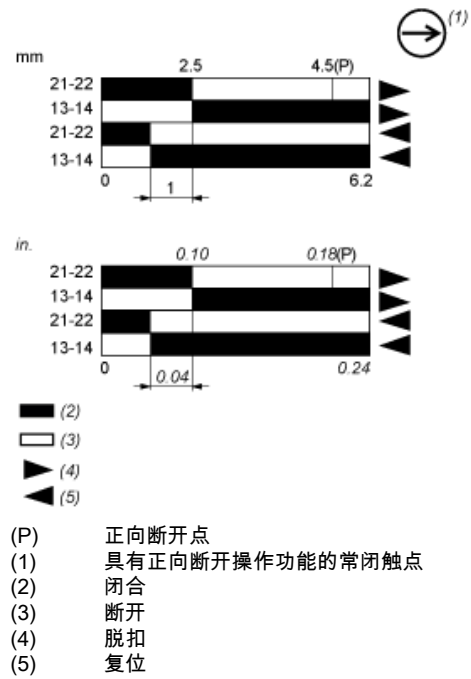 (1)
mm
2.5 4.5(P)
21-22
13-14
21-22
13-14
0 6.2
1
in.
0.10 0.18(P)
21-22
13-14
21-22
13-14
0 0.24
0.04
(2)
(3)
(4)
(5)
(P) 正向断开点
(1) 具有正向断开操作功能的常闭触点
(2) 闭合
(3) 断开
(4) 脱扣
(5) 复位